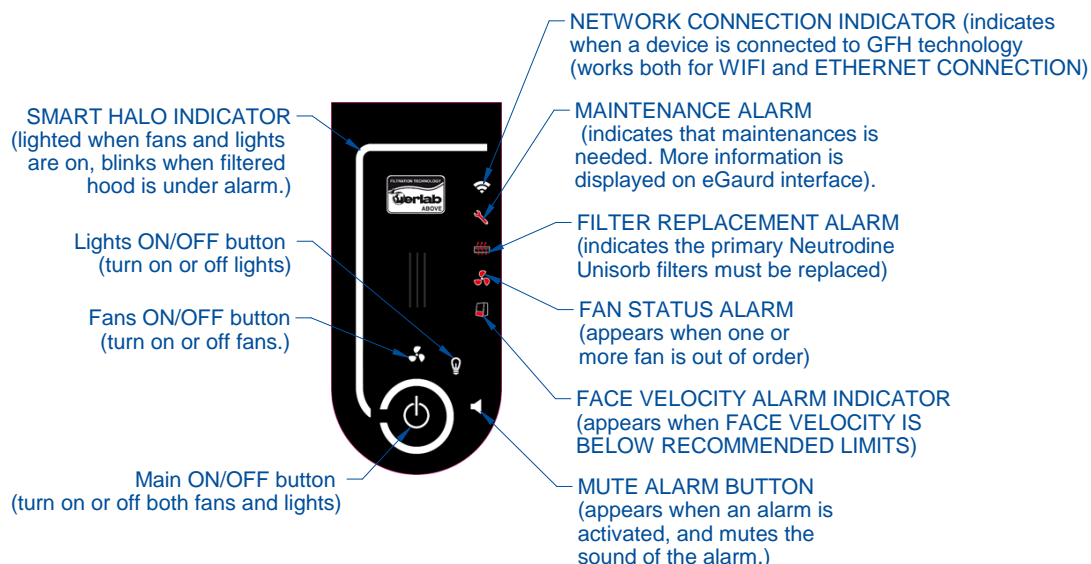 NETWORK CONNECTION INDICATOR (indicates
when a device is connected to GFH technology
(works both for WIFI and ETHERNET CONNECTION)
SMART HALO INDICATOR
(lighted when fans and lights
are on, blinks when filtered
hood is under alarm.)
MAINTENANCE ALARM
(indicates that maintenances is
needed. More information is
displayed on eGaurd interface).
FILTRATION TECHNOLOGY
erlab
ABOVE
Lights ON/OFF button
(turn on or off lights)
FILTER REPLACEMENT ALARM
(indicates the primary Neutrodine
Unisorb filters must be replaced)
Fans ON/OFF button
(turn on or off fans.)
FAN STATUS ALARM
(appears when one or
more fan is out of order)
FACE VELOCITY ALARM INDICATOR
(appears when FACE VELOCITY IS
BELOW RECOMMENDED LIMITS)
Main ON/OFF button
(turn on or off both fans and lights)
MUTE ALARM BUTTON
(appears when an alarm is
activated, and mutes the
sound of the alarm.)